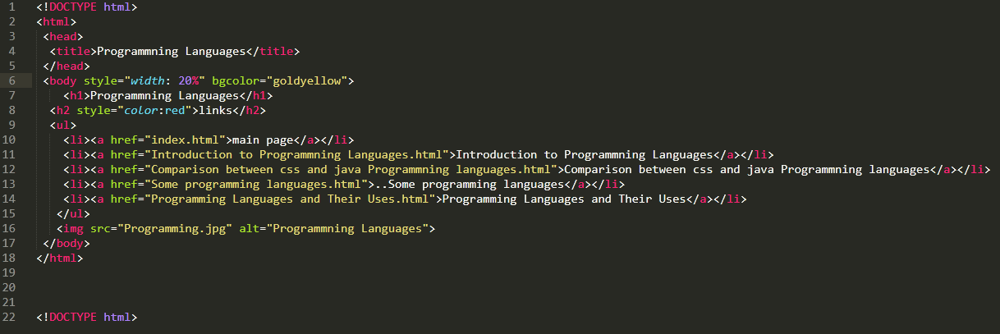 1 <!DOCTYPE html>
2 <html>
3 <head>
4 <title>Programmning Languages</title>
5 </head>
6 <body style="width: 20%" bgcolor="goldyellow">
7 <h1>Programmning Languages</h1>
8 <h2 style="color:red">links</h2>
9 <ul>
10 <li><a href="index.html">main page</a></li>
11 <li><a href="Introduction to Programmning Languages.html">Introduction to Programmning Languages</a></li>
12 <li><a href="Comparison between css and java Programmning languages.html">Comparison between css and java Programmning languages</a></li>
13 <li><a href="Some programming languages.html">..Some programming languages</a></li>
14 <li><a href="Programming Languages and Their Uses.html">Programming Languages and Their Uses</a></li>
15 </ul>
16 <img src="Programming.jpg" alt="Programmning Languages">
17 </body>
18 </html>
19
20
21
22 <!DOCTYPE html>